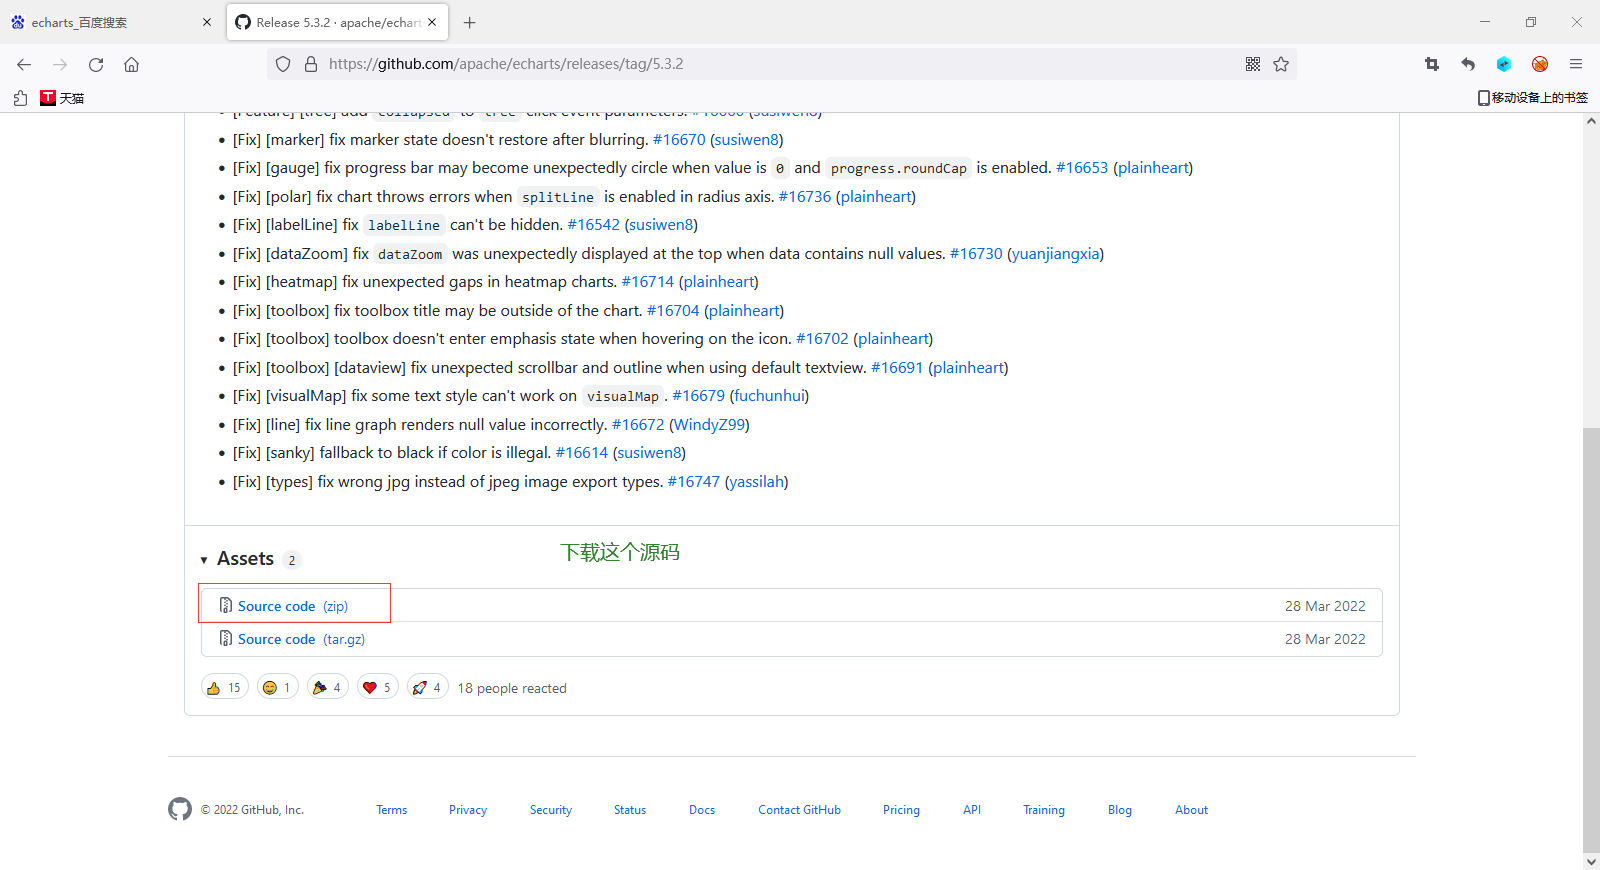 echarts_百度搜索
Release 5.3.2 · apache/echart
https://github.com/apache/echarts/releases/tag/5.3.2
天猫
移动设备上的书签
[Feature] [tree] add collapsed to tree click event parameters. (susiwen8)
[Fix] [marker] fix marker state doesn't restore after blurring. #16670 (susiwen8)
[Fix] [gauge] fix progress bar may become unexpectedly circle when value is 0 and progress.roundCap is enabled. #16653 (plainheart)
[Fix] [polar] fix chart throws errors when splitLine is enabled in radius axis. #16736 (plainheart)
[Fix] [labelLine] fix labelLine can't be hidden. #16542 (susiwen8)
[Fix] [dataZoom] fix dataZoom was unexpectedly displayed at the top when data contains null values. #16730 (yuanjiangxia)
[Fix] [heatmap] fix unexpected gaps in heatmap charts. #16714 (plainheart)
[Fix] [toolbox] fix toolbox title may be outside of the chart. #16704 (plainheart)
[Fix] [toolbox] toolbox doesn't enter emphasis state when hovering on the icon. #16702 (plainheart)
[Fix] [toolbox] [dataview] fix unexpected scrollbar and outline when using default textview. #16691 (plainheart)
[Fix] [visualMap] fix some text style can't work on visualMap. #16679 (fuchunhui)
[Fix] [line] fix line graph renders null value incorrectly. #16672 (WindyZ99)
[Fix] [sanky] fallback to black if color is illegal. #16614 (susiwen8)
[Fix] [types] fix wrong jpg instead of jpeg image export types. #16747 (yassilah)
Assets 2
下载这个源码
Source code (zip) 28 Mar 2022
Source code (tar.gz) 28 Mar 2022
15 1 4 5 4 18 people reacted
© 2022 GitHub, Inc. Terms Privacy Security Status Docs Contact GitHub Pricing API Training Blog About